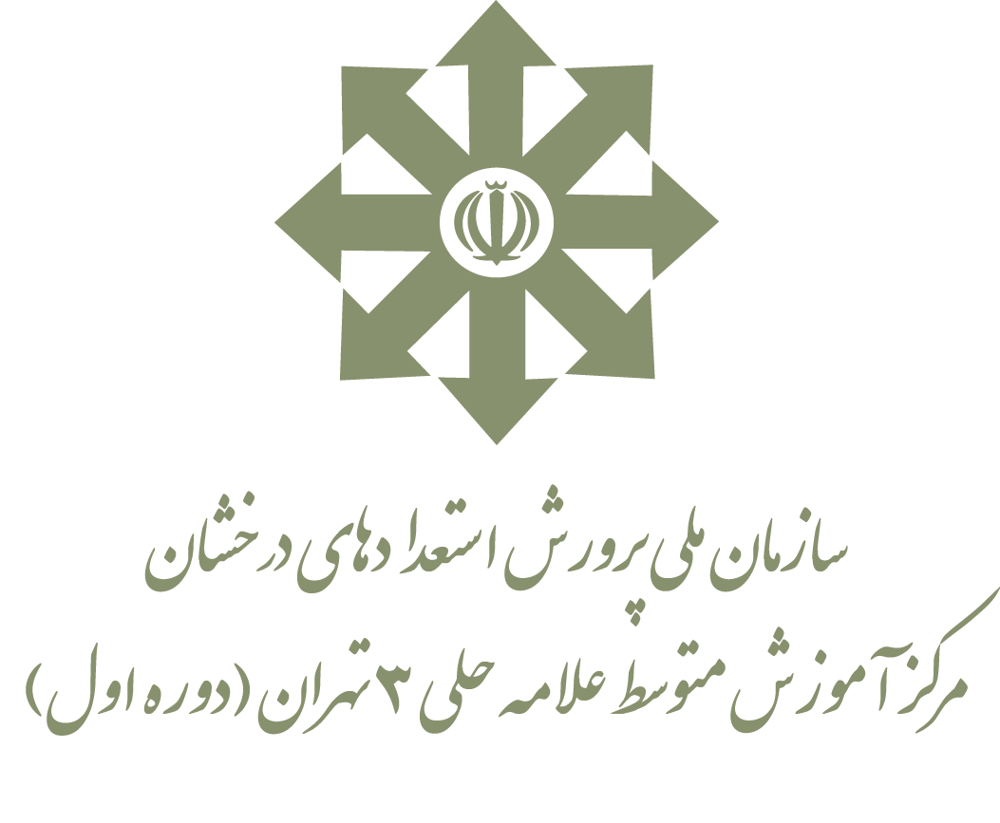 سازمان ملی پرورش استعدادهای درخشان
مرکز آموزش متوسط علامه حلی ۳ تهران (دوره اول)